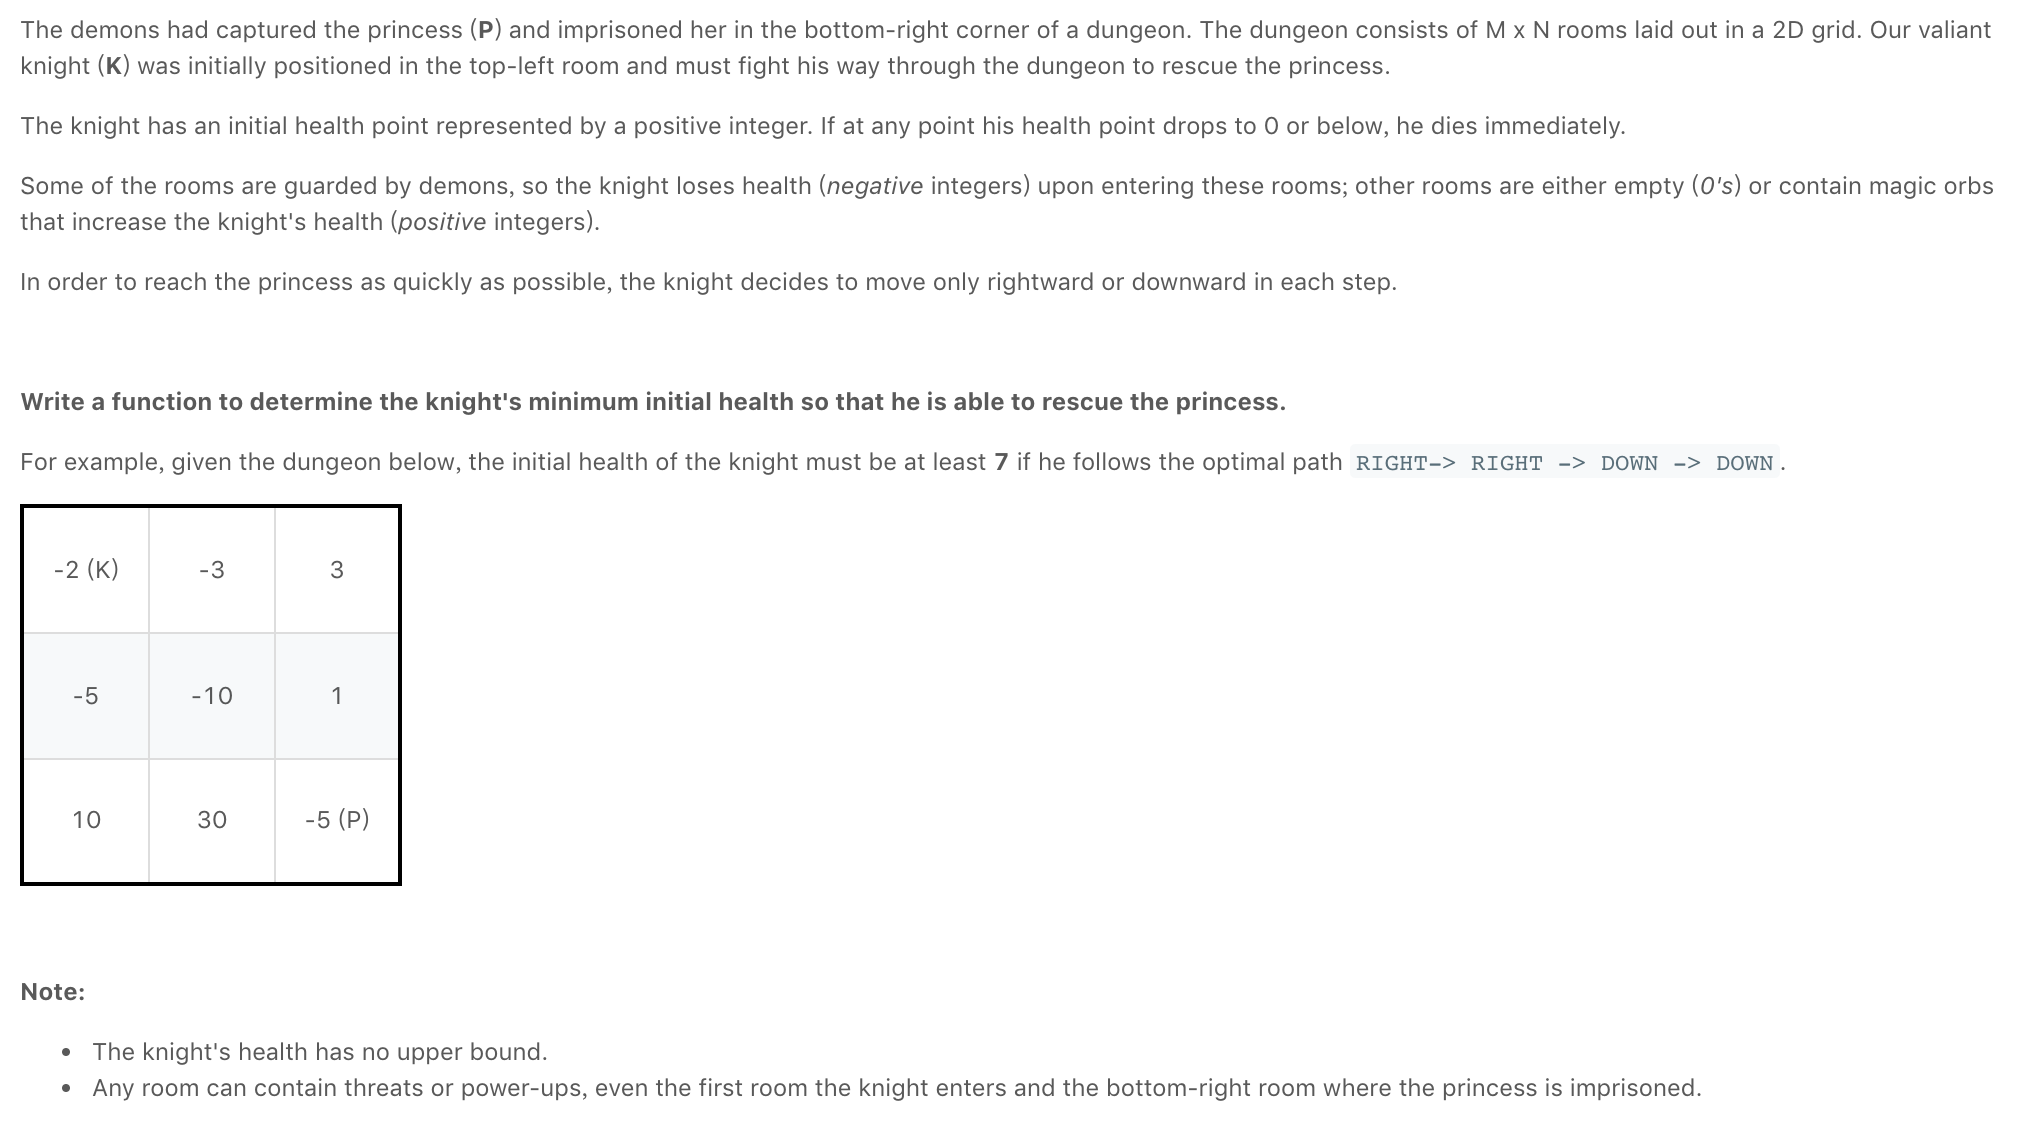 The demons had captured the princess (P) and imprisoned her in the bottom-right corner of a dungeon. The dungeon consists of M x N rooms laid out in a 2D grid. Our valiant
knight (K) was initially positioned in the top-left room and must fight his way through the dungeon to rescue the princess.
The knight has an initial health point represented by a positive integer. If at any point his health point drops to 0 or below, he dies immediately.
Some of the rooms are guarded by demons, so the knight loses health (negative integers) upon entering these rooms; other rooms are either empty (0's) or contain magic orbs
that increase the knight's health (positive integers).
In order to reach the princess as quickly as possible, the knight decides to move only rightward or downward in each step.
Write a function to determine the knight's minimum initial health so that he is able to rescue the princess.
For example, given the dungeon below, the initial health of the knight must be at least 7 if he follows the optimal path RIGHT-> RIGHT -> DOWN -> DOWN.
-2 (K) -3 3
-5 -10 1
10 30 -5 (P)
Note:
• The knight's health has no upper bound.
• Any room can contain threats or power-ups, even the first room the knight enters and the bottom-right room where the princess is imprisoned.